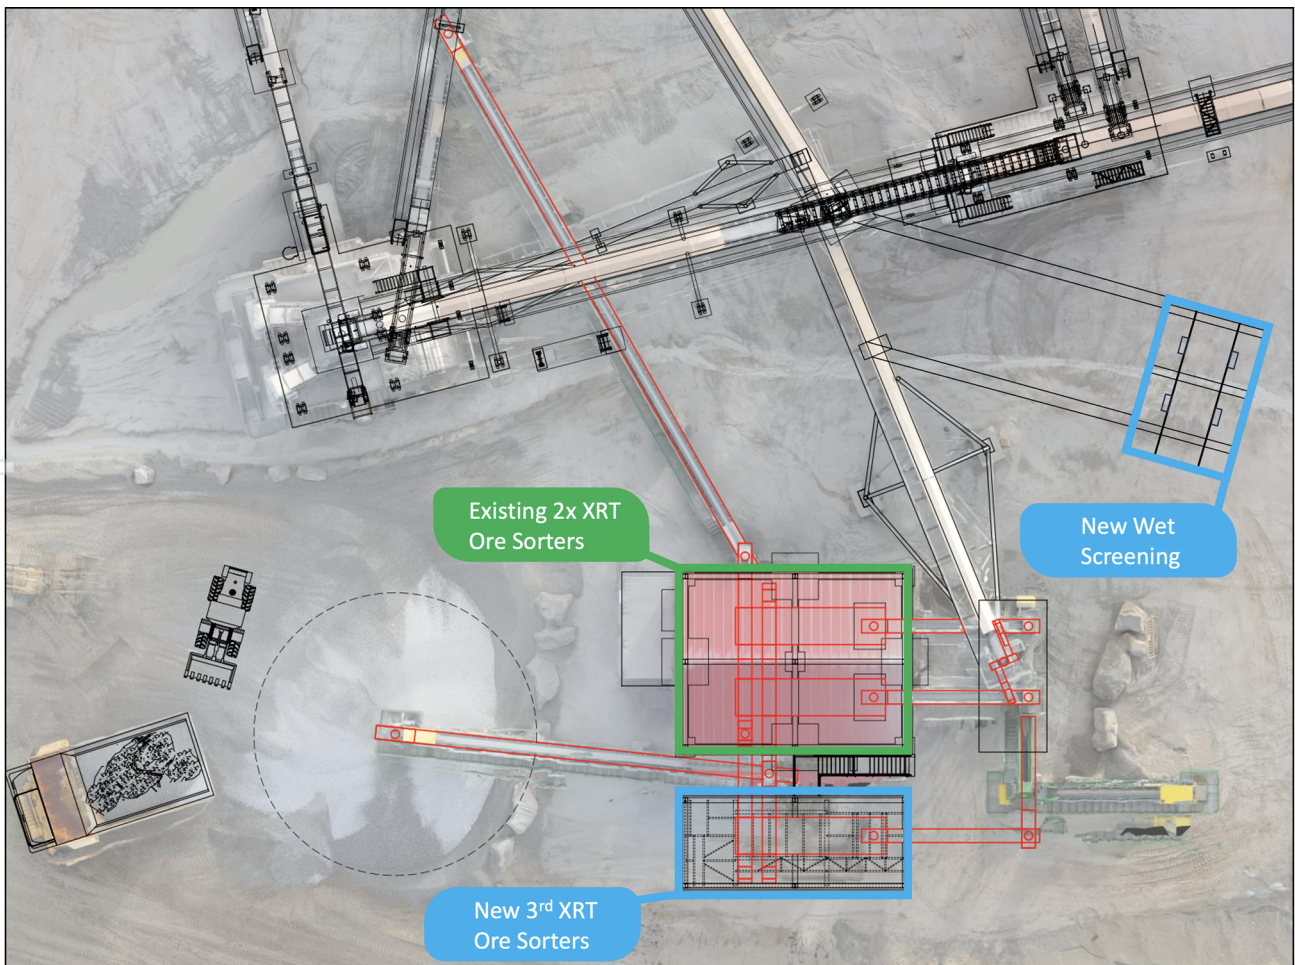 Existing 2x XRT
Ore Sorters
New Wet
Screening
New 3rd XRT
Ore Sorters